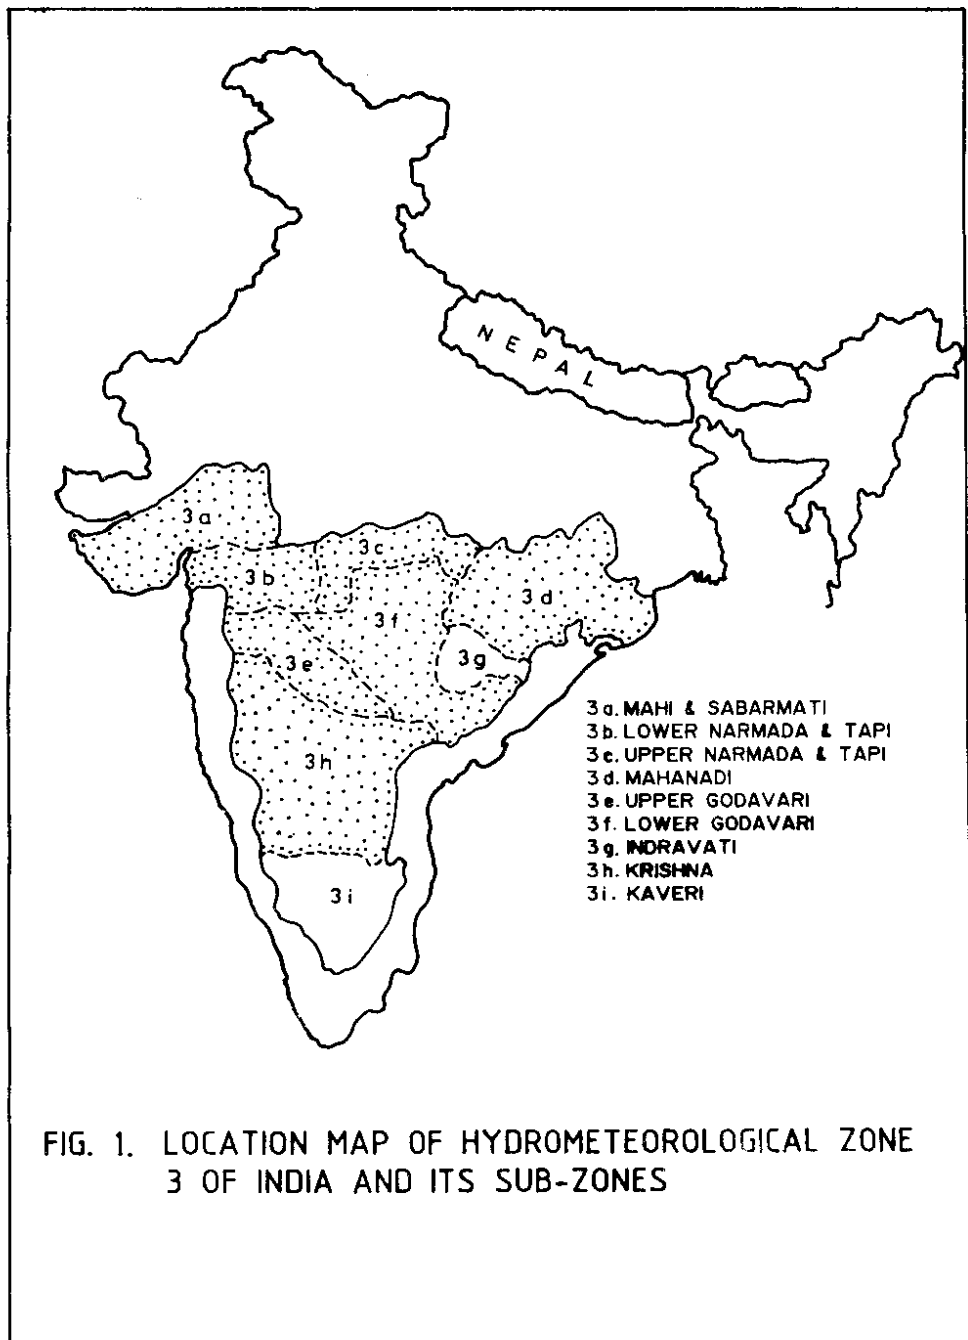 NEPAL
3a
3c
3b
3d
3f
3g
3e
3h
3i
3a. MAHI & SABARMATI
3b. LOWER NARMADA & TAPI
3c. UPPER NARMADA & TAPI
3d. MAHANADI
3e. UPPER GODAVARI
3f. LOWER GODAVARI
3g. INDRAVATI
3h. KRISHNA
3i. KAVERI
FIG. 1. LOCATION MAP OF HYDROMETEOROLOGICAL ZONE
3 OF INDIA AND ITS SUB-ZONES